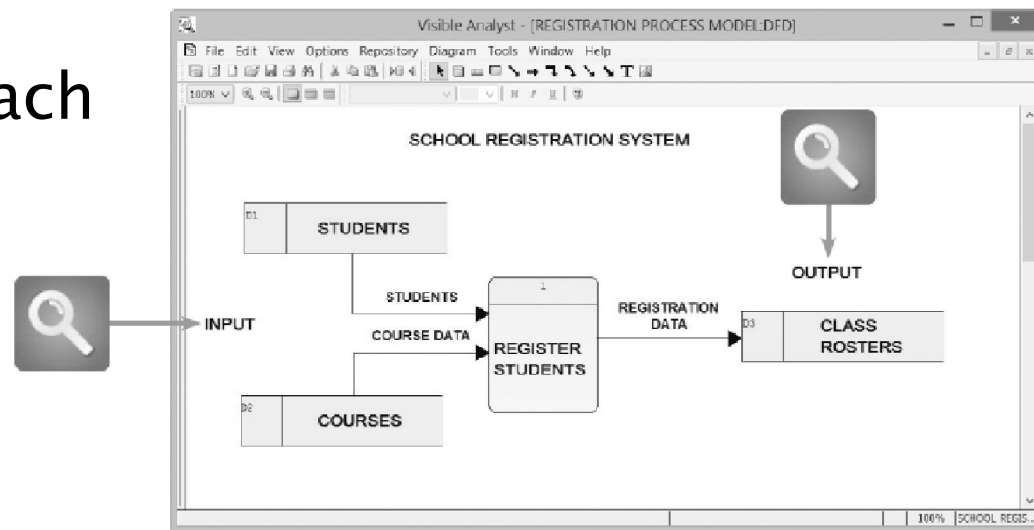 ach
Visible Analyst - [REGISTRATION PROCESS MODEL:DFD]
File Edit View Options Repository Diagram Tools Window Help
100%
B I U
SCHOOL REGISTRATION SYSTEM
D1
STUDENTS
OUTPUT
1
STUDENTS
REGISTRATION
DATA
INPUT
COURSE DATA
D3
CLASS
ROSTERS
REGISTER
STUDENTS
D2
COURSES
100% SCHOOL REGIS...